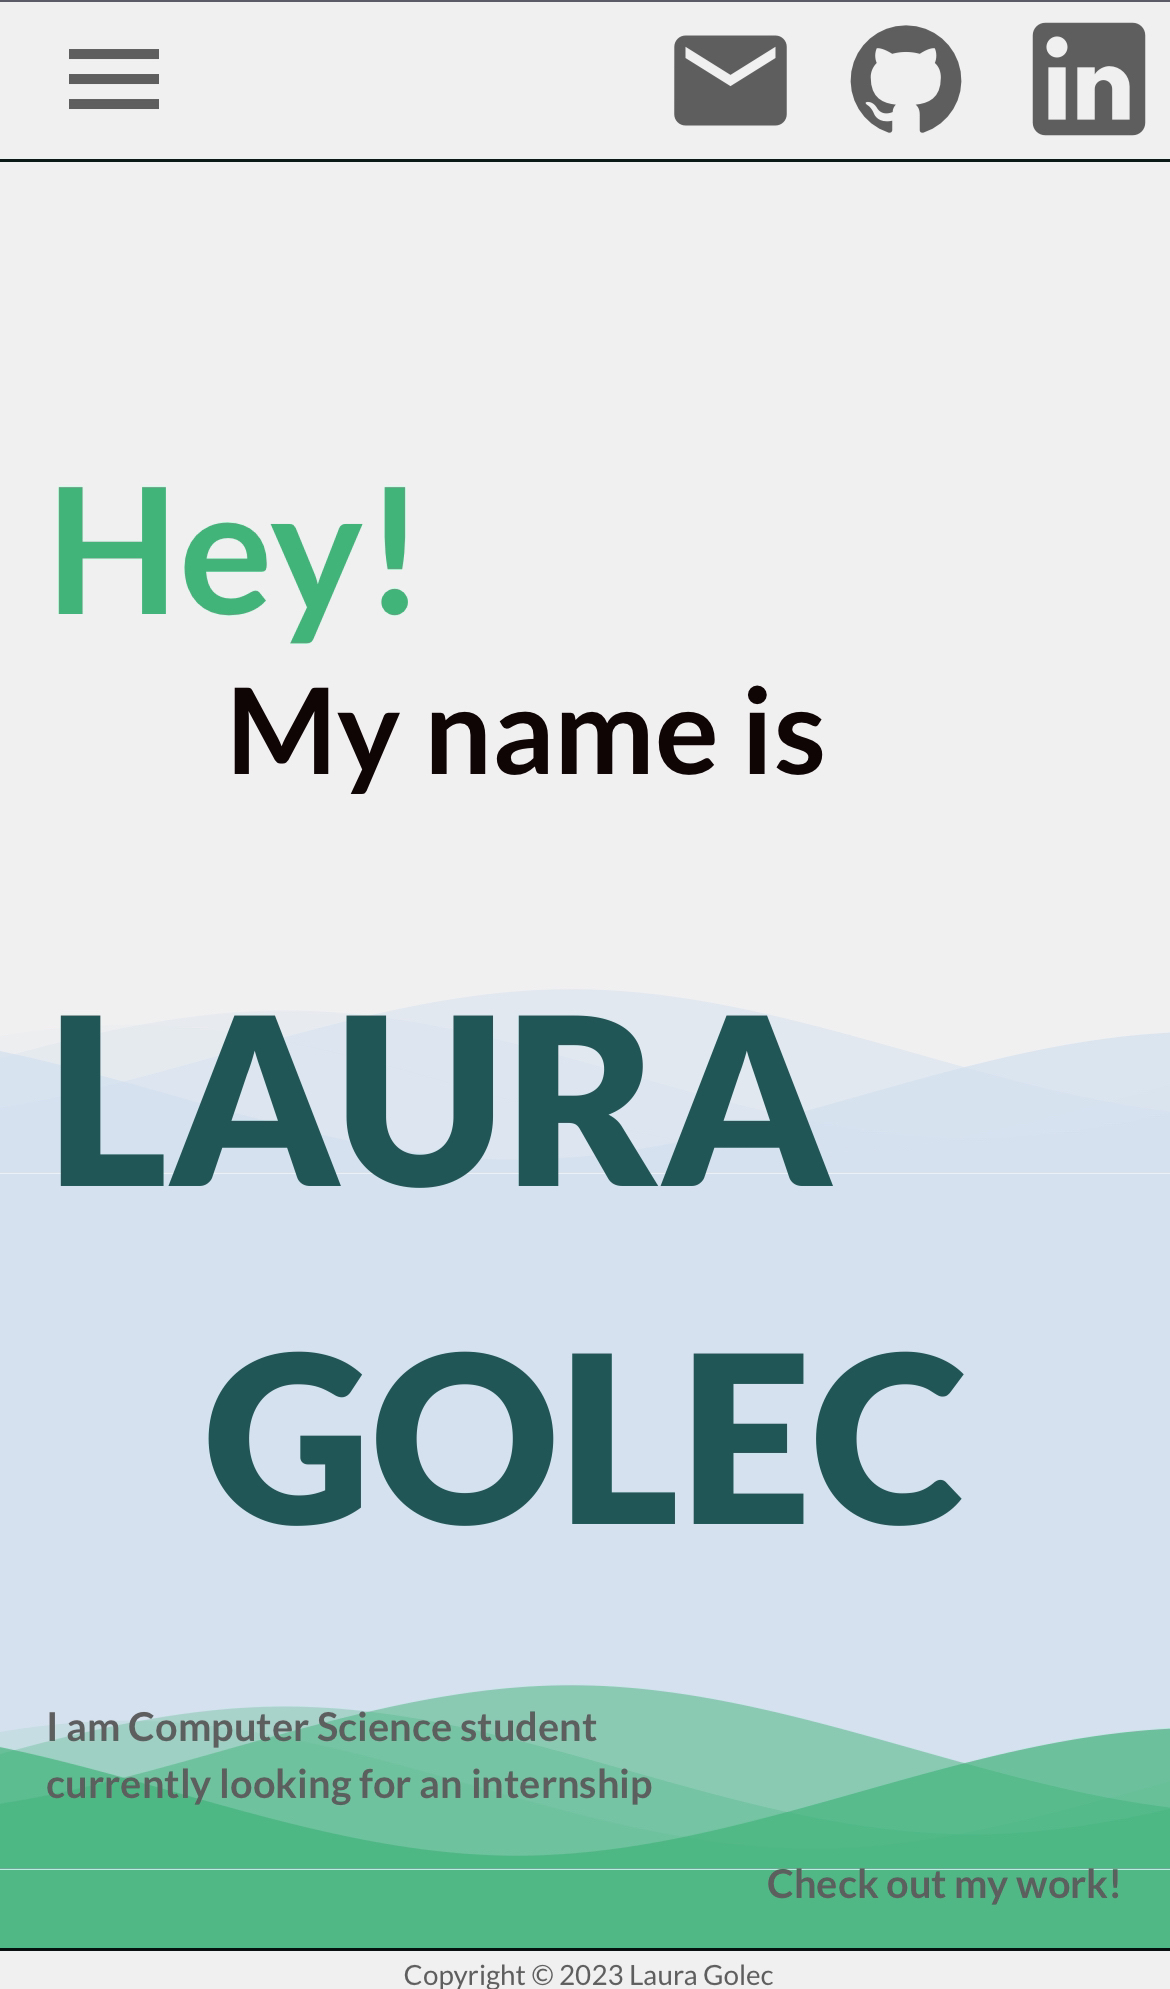 in
Hey!
My name is
LAURA
GOLEC
I am Computer Science student
currently looking for an internship
Check out my work!
Copyright © 2023 Laura Golec